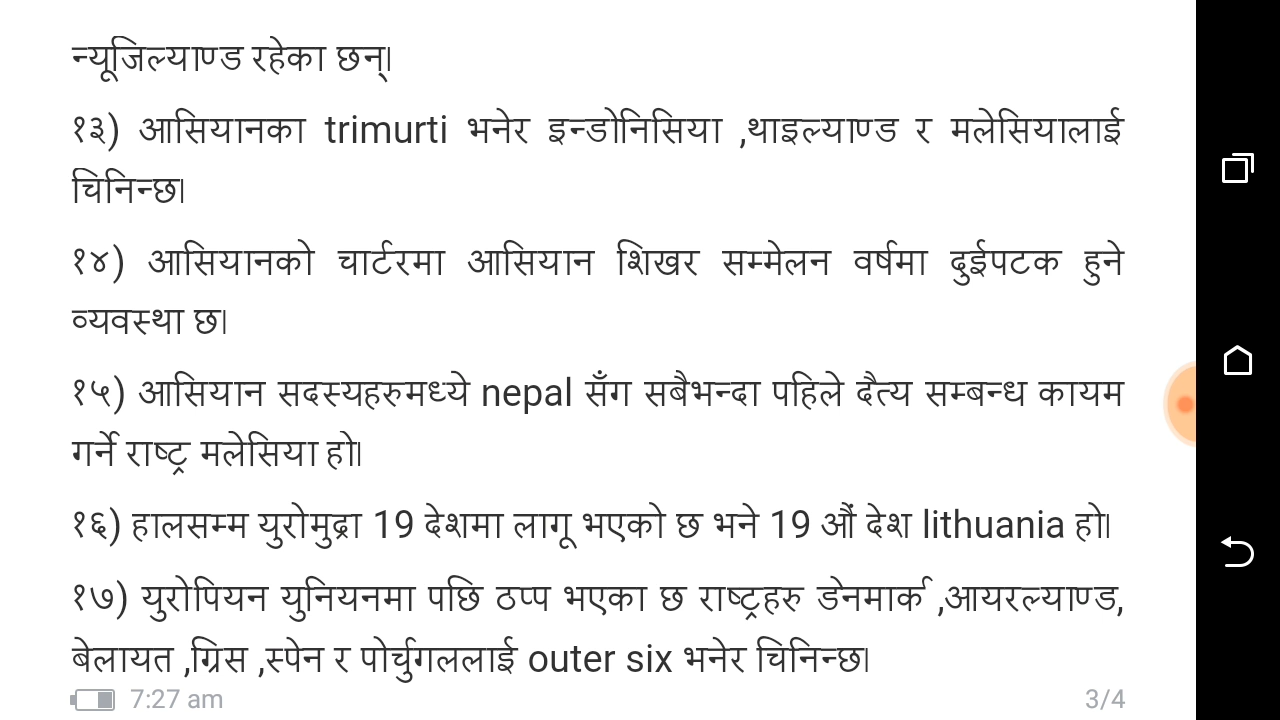 न्यूजिल्याण्ड रहेका छन्।
१३) आसियानका trimurti भनेर इन्डोनिसिया ,थाइल्याण्ड र मलेसियालाई
चिनिन्छ।
१४) आसियानको चार्टरमा आसियान शिखर सम्मेलन वर्षमा दुईपटक हुने
व्यवस्था छ।
१५) आसियान सदस्यहरुमध्ये nepal सँग सबैभन्दा पहिले दैत्य सम्बन्ध कायम
गर्ने राष्ट्र मलेसिया हो।
१६) हालसम्म युरोमुद्रा 19 देशमा लागू भएको छ भने 19 औं देश lithuania हो।
१७) युरोपियन युनियनमा पछि ठप्प भएका छ राष्ट्रहरु डेनमार्क ,आयरल्याण्ड,
बेलायत ,ग्रिस ,स्पेन र पोर्चुगललाई outer six भनेर चिनिन्छ।
7:27 am 3/4